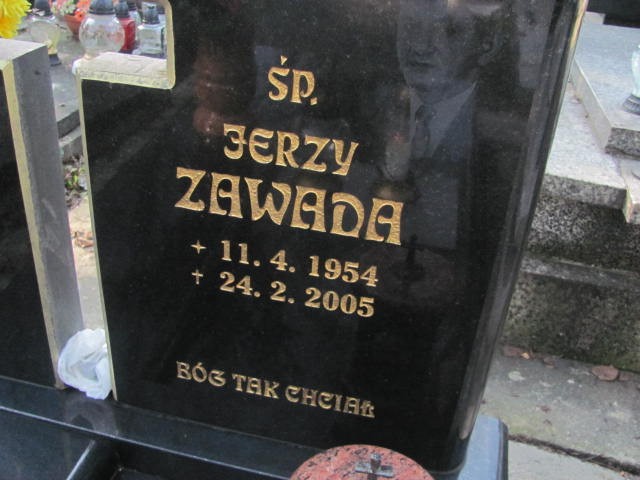 ŚP.
JERZY
ZAWADA
+ 11. 4. 1954
† 24. 2. 2005
BÓG TAK CHCIAŁ